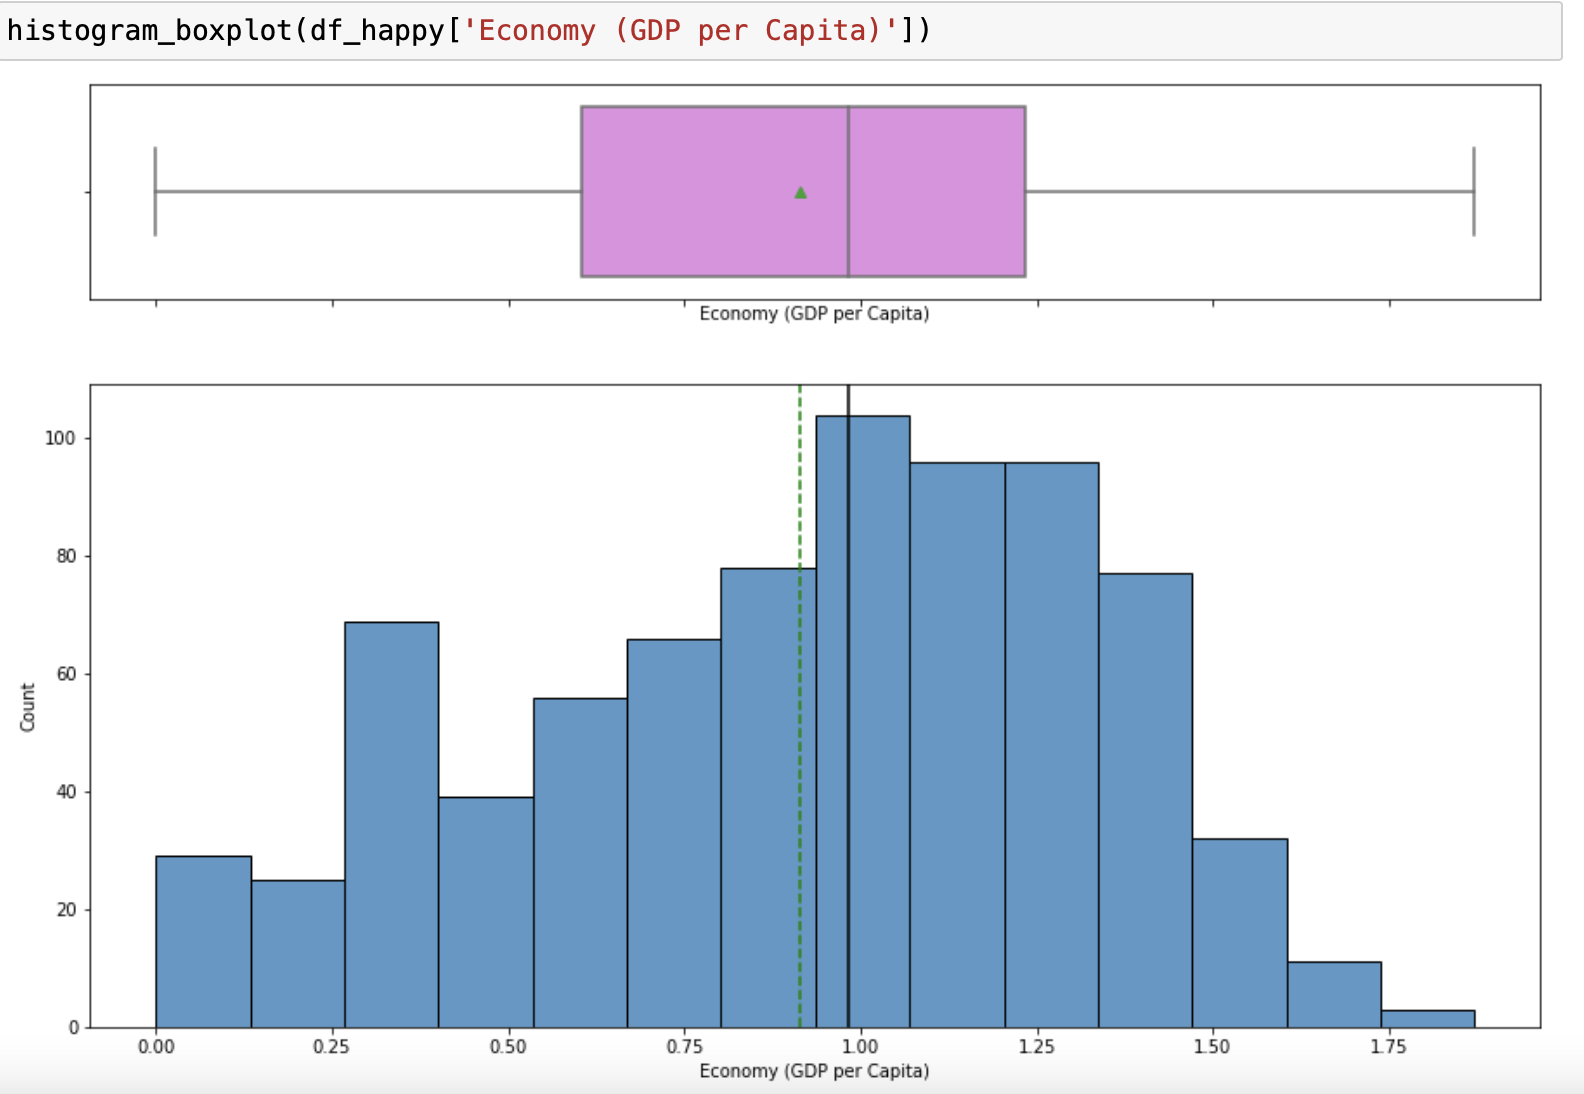 histogram_boxplot(df_happy['Economy (GDP per Capita)'])
Economy (GDP per Capita)
100
80
60
40
20
0
Count
0.00 0.25 0.50 0.75 1.00 1.25 1.50 1.75
Economy (GDP per Capita)